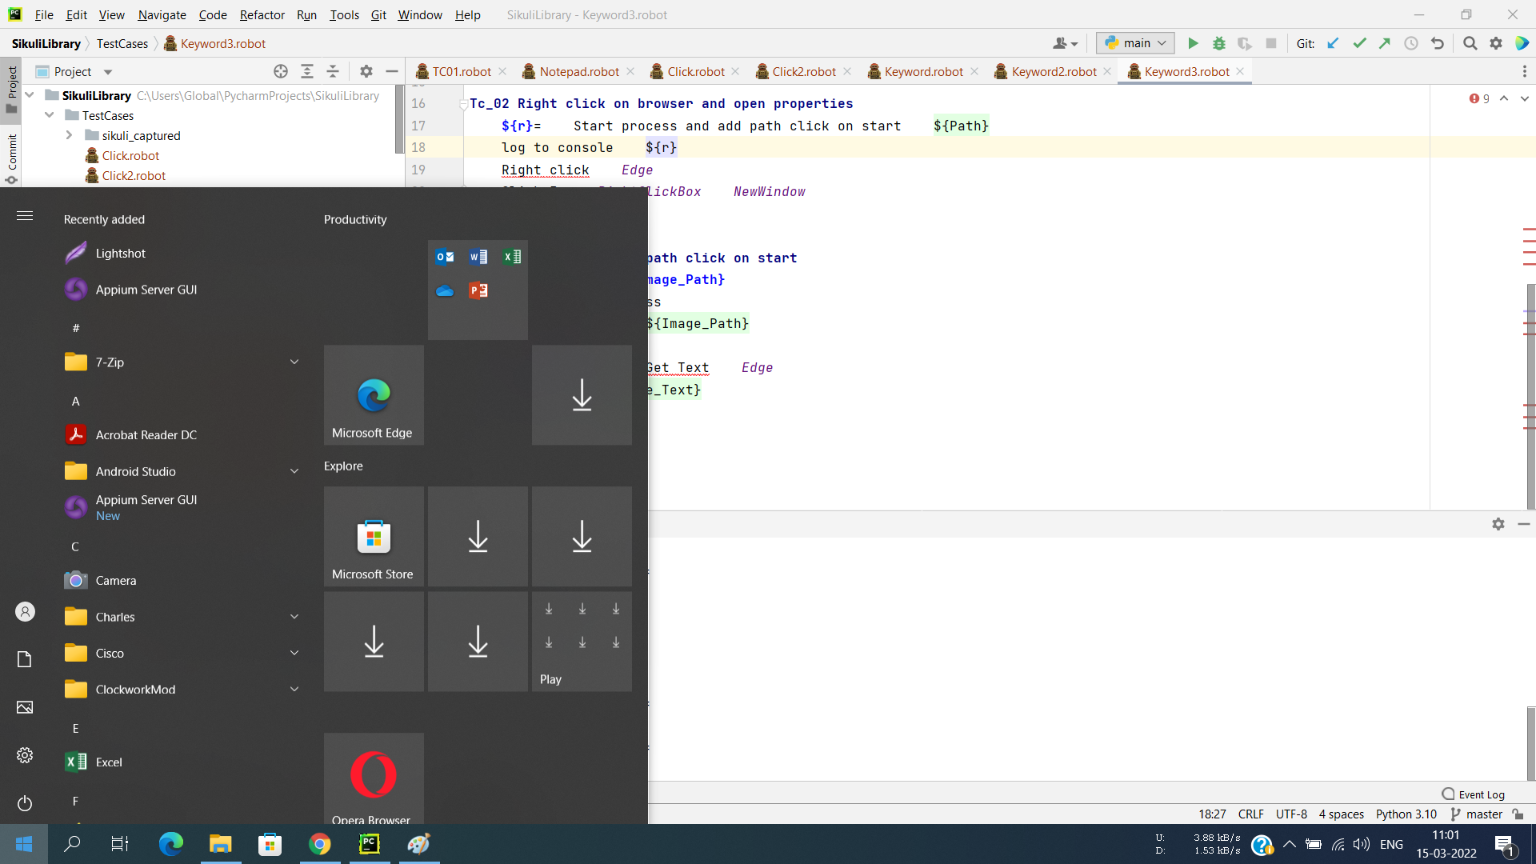 File Edit View Navigate Code Refactor Run Tools Git Window Help SikuliLibrary - Keyword3.robot
SikuliLibrary TestCases Keyword3.robot main Git:
Project TC01.robot Notepad.robot Click.robot Click2.robot Keyword.robot Keyword2.robot Keyword3.robot
Project
Commit
SikuliLibrary C:\Users\Global\PycharmProjects\SikuliLibrary
TestCases
sikuli_captured
Click.robot
Click2.robot
16 Tc_02 Right click on browser and open properties
17 ${r}= Start process and add path click on start ${Path}
18 log to console ${r}
19 Right click Edge
lickBox NewWindow
path click on start
mage_Path}
ss
${Image_Path}
Get Text Edge
e_Text}
9
Recently added
Lightshot
Appium Server GUI
#
7-Zip
A
Acrobat Reader DC
Android Studio
Appium Server GUI
New
C
Camera
Charles
Cisco
ClockworkMod
E
Excel
F
Productivity
Microsoft Edge
Explore
Microsoft Store
Play
Opera Browser
Event Log
18:27 CRLF UTF-8 4 spaces Python 3.10 master
U: 3.88 kB/s
D: 1.53 kB/s
ENG
11:01
15-03-2022
1